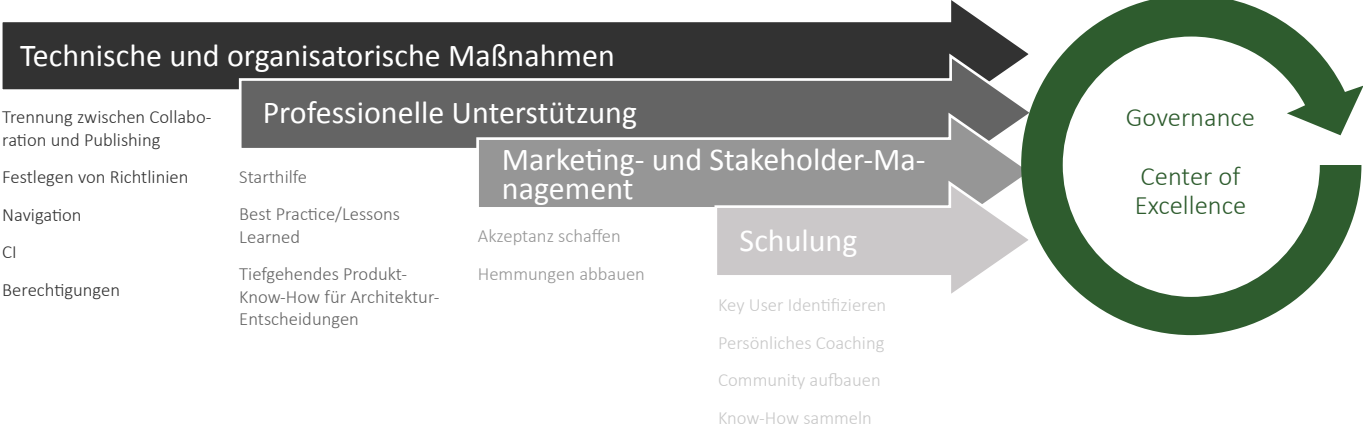 Technische und organisatorische Maßnahmen
Trennung zwischen Collabo-
ration und Publishing
Festlegen von Richtlinien
Navigation
CI
Berechtigungen
Professionelle Unterstützung
Starthilfe
Best Practice/Lessons
Learned
Tiefgehendes Produkt-
Know-How für Architektur-
Entscheidungen
Marketing- und Stakeholder-Ma-
nagement
Akzeptanz schaffen
Hemmungen abbauen
Schulung
Key User Identifizieren
Persönliches Coaching
Community aufbauen
Know-How sammeln
Governance
Center of
Excellence